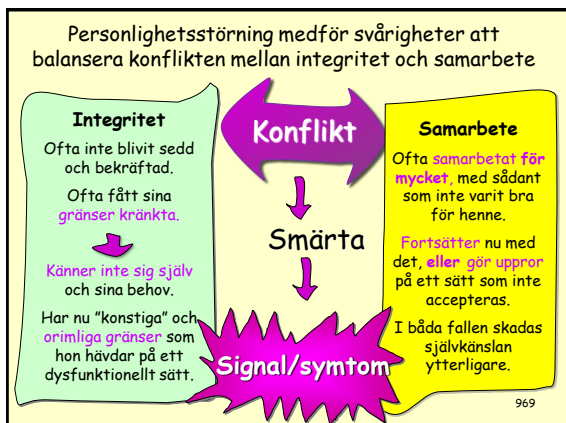 Personlighetsstörning medför svårigheter att
balansera konflikten mellan integritet och samarbete
Integritet
Ofta inte blivit sedd
och bekräftad.
Ofta fått sina
gränser kränkta.
Känner inte sig själv
och sina behov.
Har nu ”konstiga” och
orimliga gränser som
hon hävdar på ett
dysfunktionellt sätt.
Konflikt
Smärta
Signal/symtom
Samarbete
Ofta samarbetat för
mycket, med sådant
som inte varit bra
för henne.
Fortsätter nu med
det, eller gör uppror
på ett sätt som inte
accepteras.
I båda fallen skadas
självkänslan
ytterligare.
969